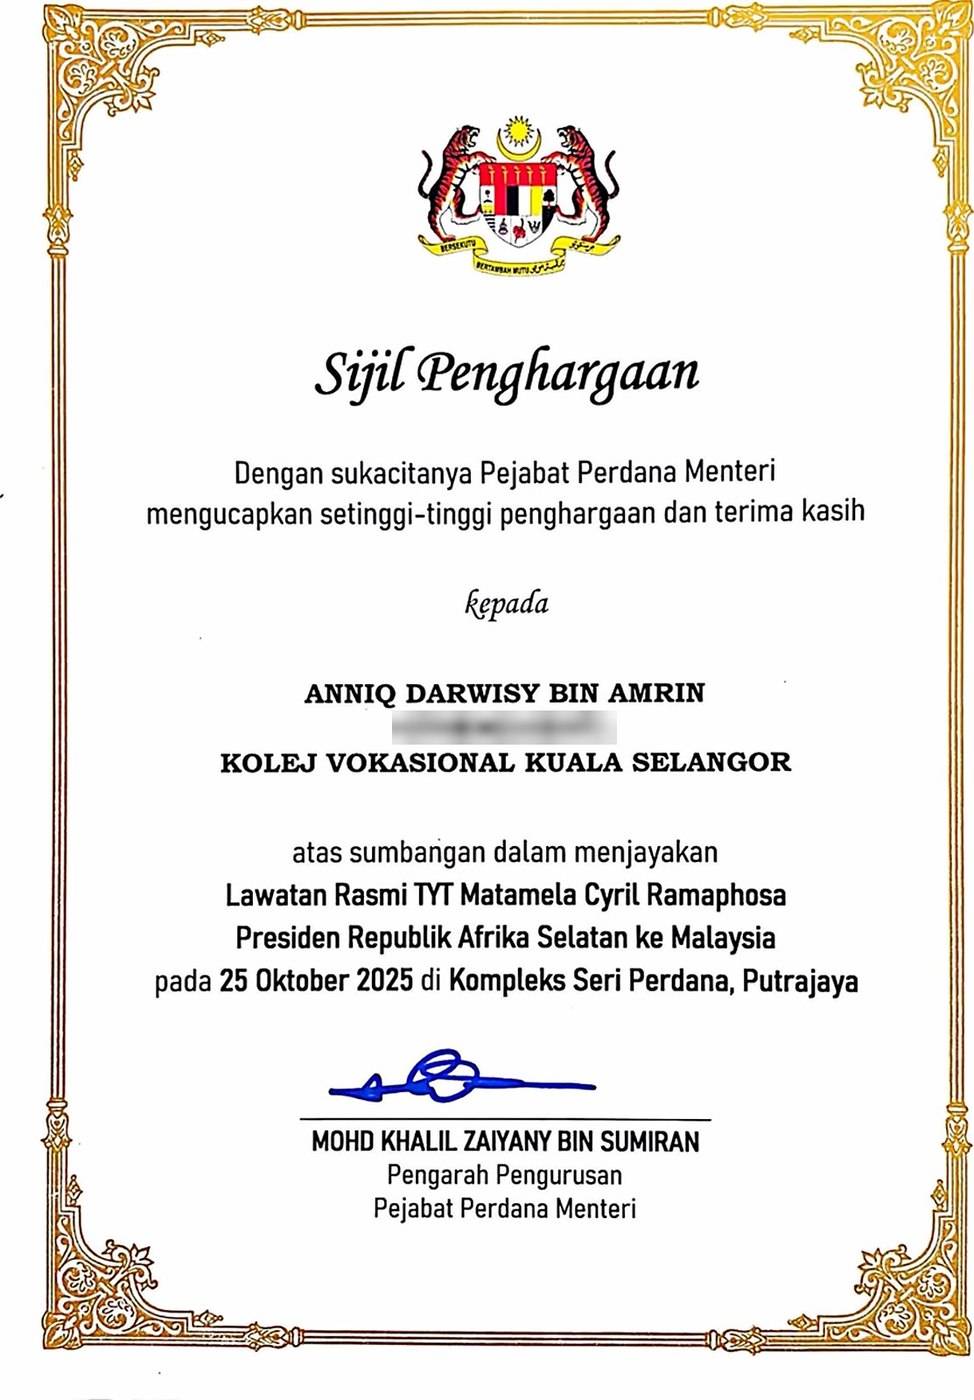 BERSEKUTU
BERTAMBAH MUTU
Sijil Penghargaan
Dengan sukacitanya Pejabat Perdana Menteri
mengucapkan setinggi-tinggi penghargaan dan terima kasih
kepada
ANNIQ DARWISY BIN AMRIN
KOLEJ VOKASIONAL KUALA SELANGOR
atas sumbangan dalam menjayakan
Lawatan Rasmi TYT Matamela Cyril Ramaphosa
Presiden Republik Afrika Selatan ke Malaysia
pada 25 Oktober 2025 di Kompleks Seri Perdana, Putrajaya
MOHD KHALIL ZAIYANY BIN SUMIRAN
Pengarah Pengurusan
Pejabat Perdana Menteri